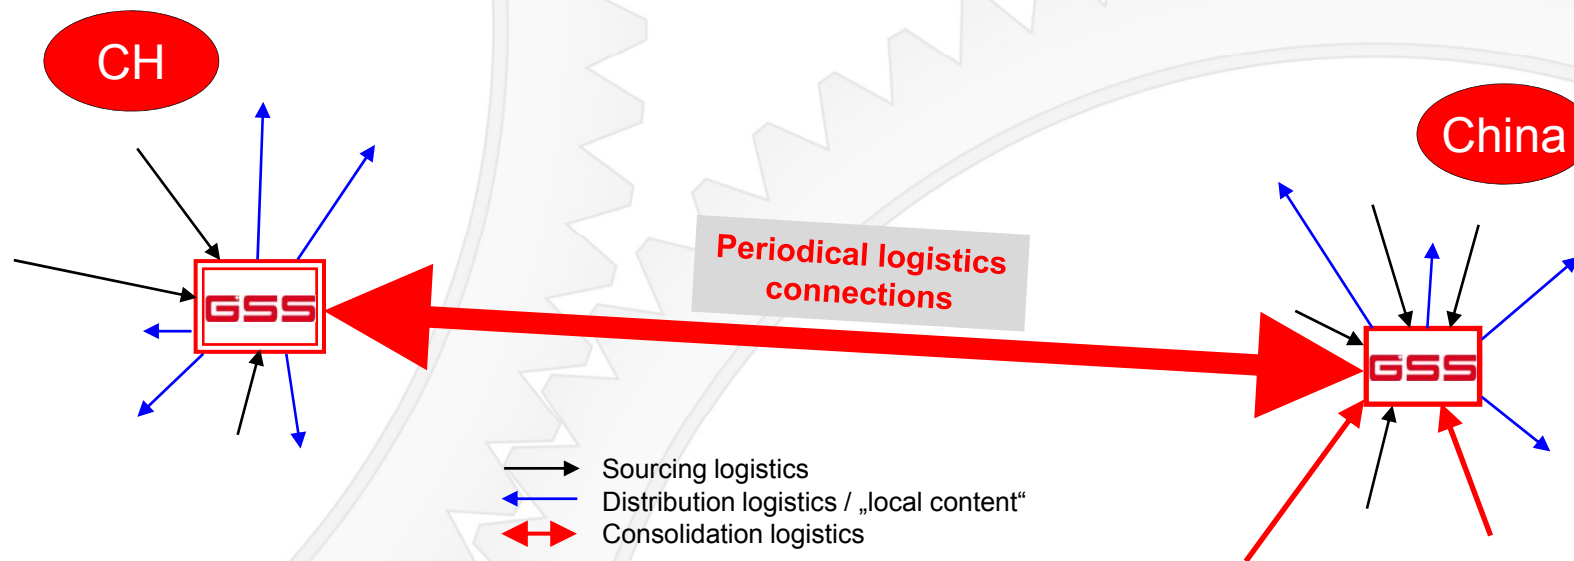 CH
China
Periodical logistics
connections
GSS
GSS
Sourcing logistics
Distribution logistics / „local content“
Consolidation logistics